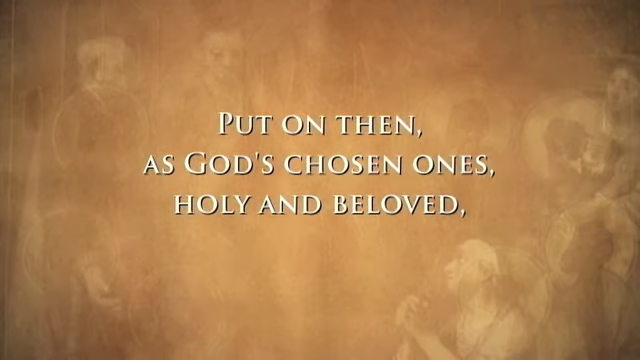 Put on then,
as God's chosen ones,
holy and beloved,